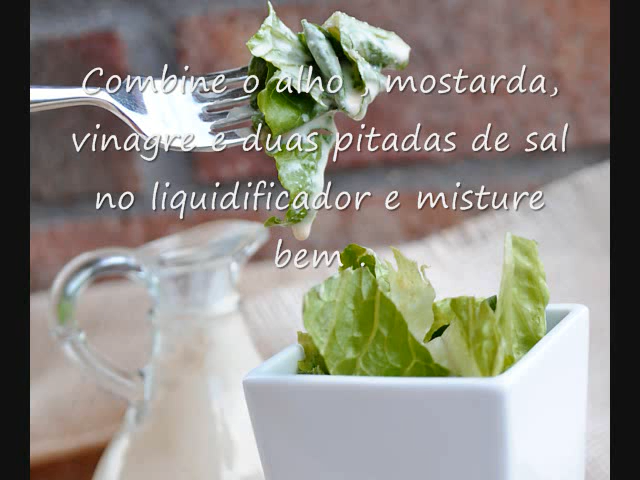 Combine o alho , mostarda,
vinagre e duas pitadas de sal
no liquidificador e misture
bem .